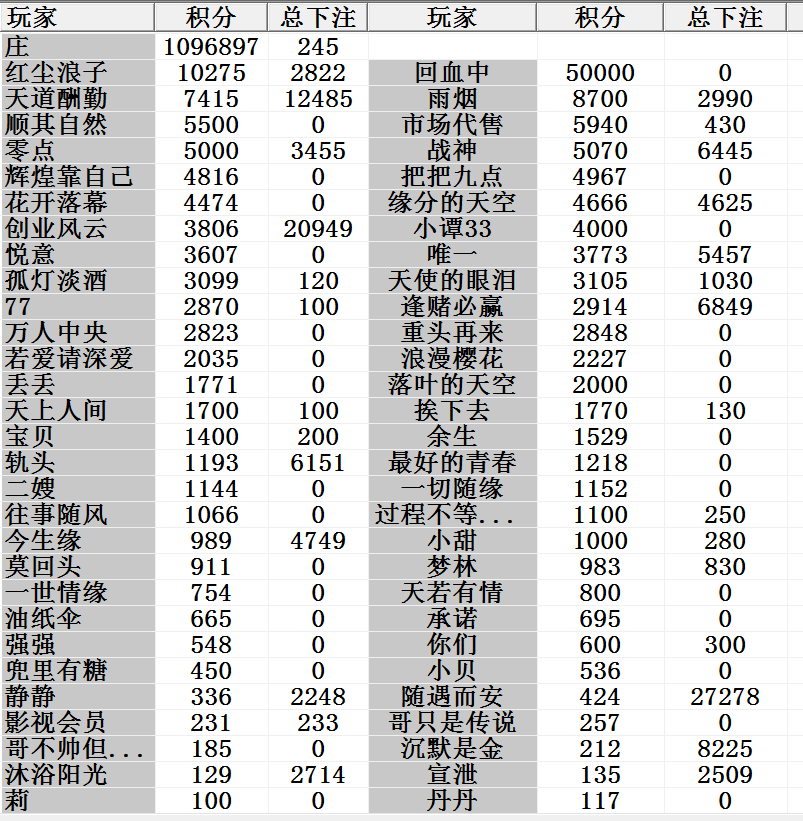 玩家 积分 总下注 玩家 积分 总下注
庄 1096897 245
红尘浪子 10275 2822 回血中 50000 0
天道酬勤 7415 12485 雨烟 8700 2990
顺其自然 5500 0 市场代售 5940 430
零点 5000 3455 战神 5070 6445
辉煌靠自己 4816 0 把把九点 4967 0
花开落幕 4474 0 缘分的天空 4666 4625
创业风云 3806 20949 小谭33 4000 0
悦意 3607 0 唯一 3773 5457
孤灯淡酒 3099 120 天使的眼泪 3105 1030
77 2870 100 逢赌必赢 2914 6849
万人中央 2823 0 重头再来 2848 0
若爱请深爱 2035 0 浪漫樱花 2227 0
丢丢 1771 0 落叶的天空 2000 0
天上人间 1700 100 挨下去 1770 130
宝贝 1400 200 余生 1529 0
轨头 1193 6151 最好的青春 1218 0
二嫂 1144 0 一切随缘 1152 0
往事随风 1066 0 过程不等... 1100 250
今生缘 989 4749 小甜 1000 280
莫回头 911 0 梦林 983 830
一世情缘 754 0 天若有情 800 0
油纸伞 665 0 承诺 695 0
强强 548 0 你们 600 300
兜里有糖 450 0 小贝 536 0
静静 336 2248 随遇而安 424 27278
影视会员 231 233 哥只是传说 257 0
哥不帅但... 185 0 沉默是金 212 8225
沐浴阳光 129 2714 宣泄 135 2509
莉 100 0 丹丹 117 0